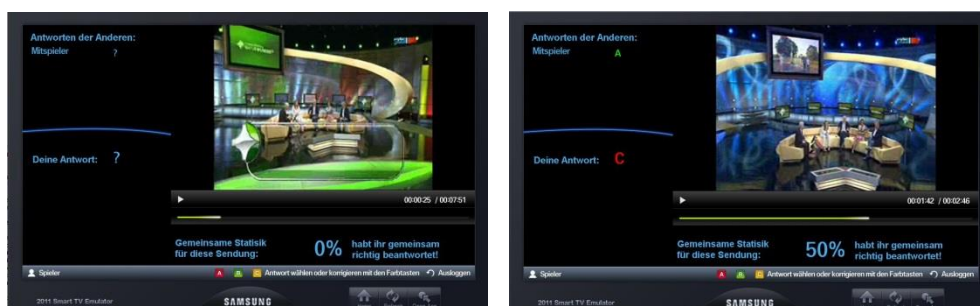 Antworten der Anderen:
Mitspieler ?
Deine Antwort: ?
00:00:25 / 00:07:51
Gemeinsame Statisik
für diese Sendung:
0%
habt ihr gemeinsam
richtig beantwortet!
Spieler
A B Antwort wählen oder korrigieren mit den Farbtasten Ausloggen
2011 Smart TV Emulator
SAMSUNG
Antworten der Anderen:
Mitspieler A
Deine Antwort: C
00:01:42 / 00:02:46
Gemeinsame Statisik
für diese Sendung:
50%
habt ihr gemeinsam
richtig beantwortet!
Spieler
A B Antwort wählen oder korrigieren mit den Farbtasten Ausloggen
2011 Smart TV Emulator
SAMSUNG